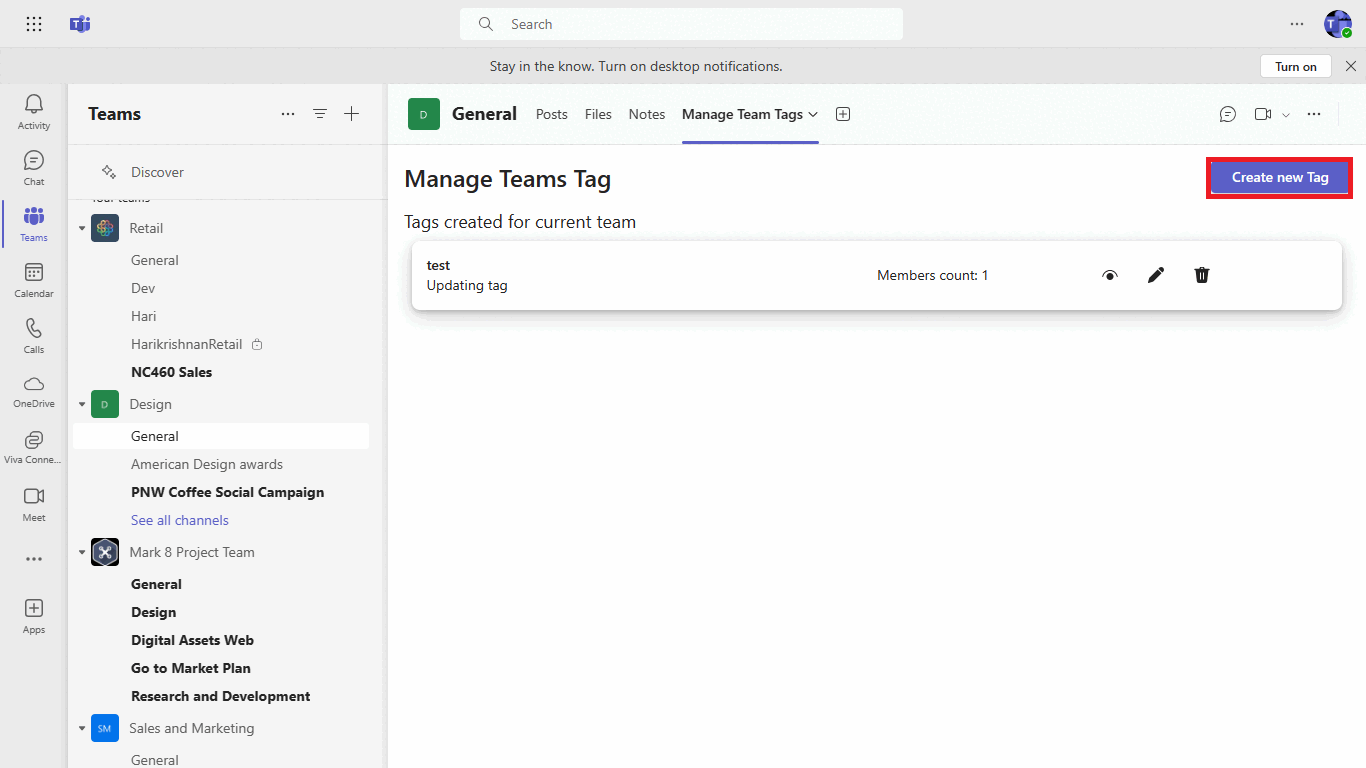 Search
Stay in the know. Turn on desktop notifications.
Turn on
Activity
Chat
Teams
Calendar
Calls
OneDrive
Viva Conne...
Meet
Apps
Teams
Discover
Your teams
Retail
General
Dev
Hari
HarikrishnanRetail
NC460 Sales
D
Design
General
American Design awards
PNW Coffee Social Campaign
See all channels
Mark 8 Project Team
General
Design
Digital Assets Web
Go to Market Plan
Research and Development
SM
Sales and Marketing
General
D
General
Posts
Files
Notes
Manage Team Tags
Manage Teams Tag
Create new Tag
Tags created for current team
test
Updating tag
Members count: 1